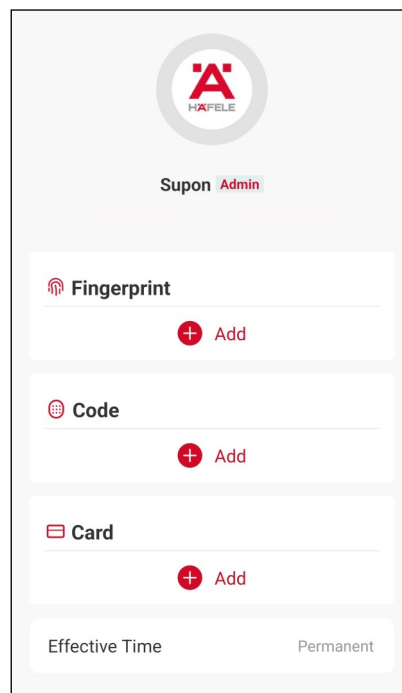 HÄFELE
Supon Admin
Fingerprint
Add
Code
Add
Card
Add
Effective Time Permanent